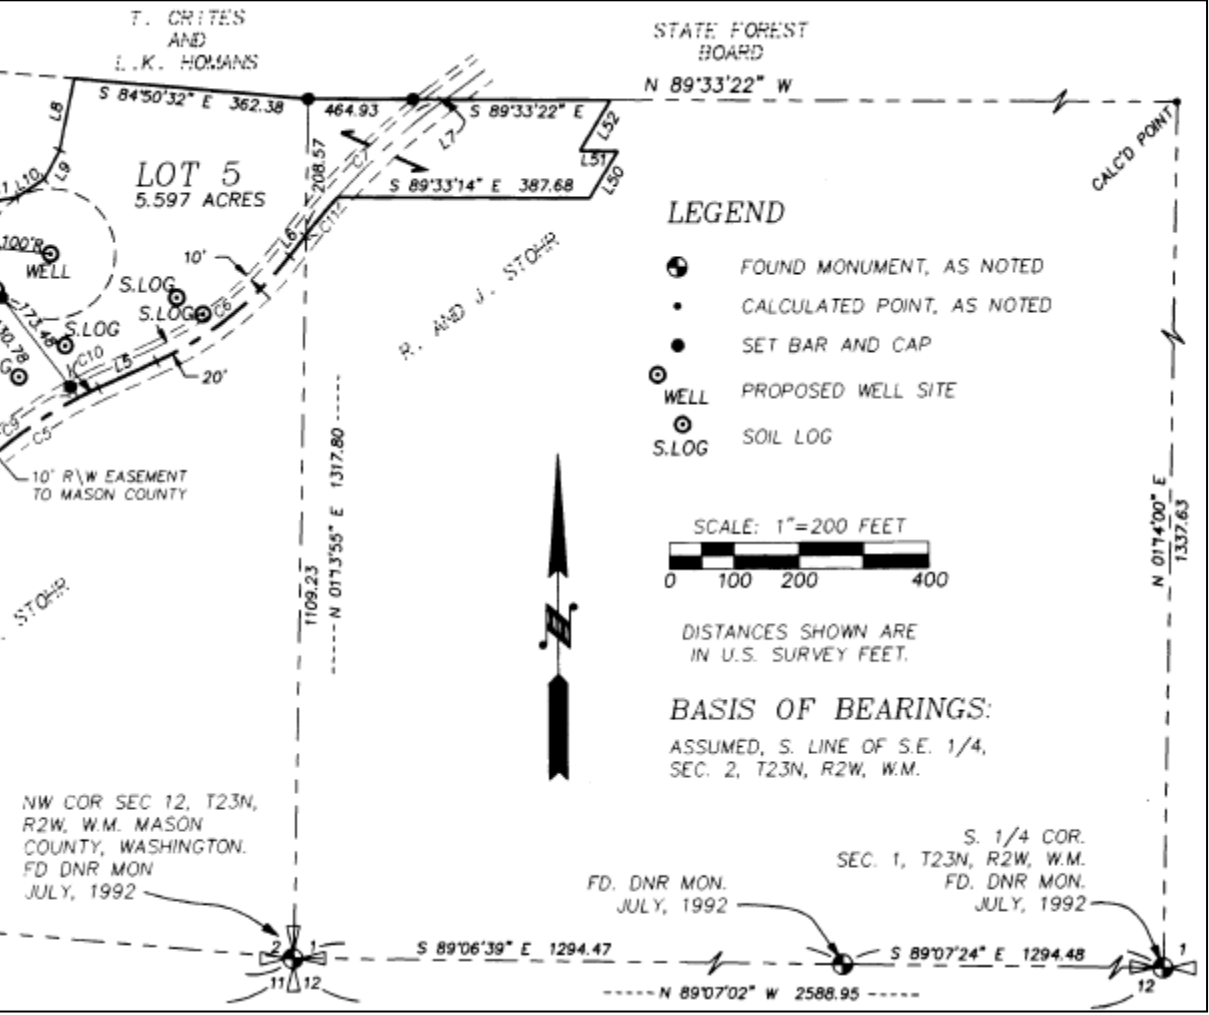 T. CRITES
AND
L.K. HOMANS
STATE FOREST
BOARD
N 89°33'22" W
S 84°50'32" E 362.38
464.93
S 89°33'22" E
L8
L9
L10
L52
L51
L50
L7
C7
208.57
CALC'D POINT
LOT 5
5.597 ACRES
S 89°33'14" E 387.68
LEGEND
100'R
WELL
10'
L6
C112
S.LOG
S.LOG
S.LOG
C6
R. AND J. STOHR
FOUND MONUMENT, AS NOTED
CALCULATED POINT, AS NOTED
SET BAR AND CAP
WELL
PROPOSED WELL SITE
S.LOG
SOIL LOG
173.48
30.78
G
C10
L5
20'
C9
C5
10' R\W EASEMENT
TO MASON COUNTY
N 01°13'55" E 1317.80
1109.23
N 01°14'00" E
1337.63
SCALE: 1"=200 FEET
0 100 200 400
STOHR
DISTANCES SHOWN ARE
IN U.S. SURVEY FEET.
BASIS OF BEARINGS:
ASSUMED, S. LINE OF S.E. 1/4,
SEC. 2, T23N, R2W, W.M.
NW COR SEC 12, T23N,
R2W, W.M. MASON
COUNTY, WASHINGTON.
FD DNR MON
JULY, 1992
FD. DNR MON.
JULY, 1992
S. 1/4 COR.
SEC. 1, T23N, R2W, W.M.
FD. DNR MON.
JULY, 1992
2 1
11 12
S 89°06'39" E 1294.47
S 89°07'24" E 1294.48
1
12
N 89°07'02" W 2588.95